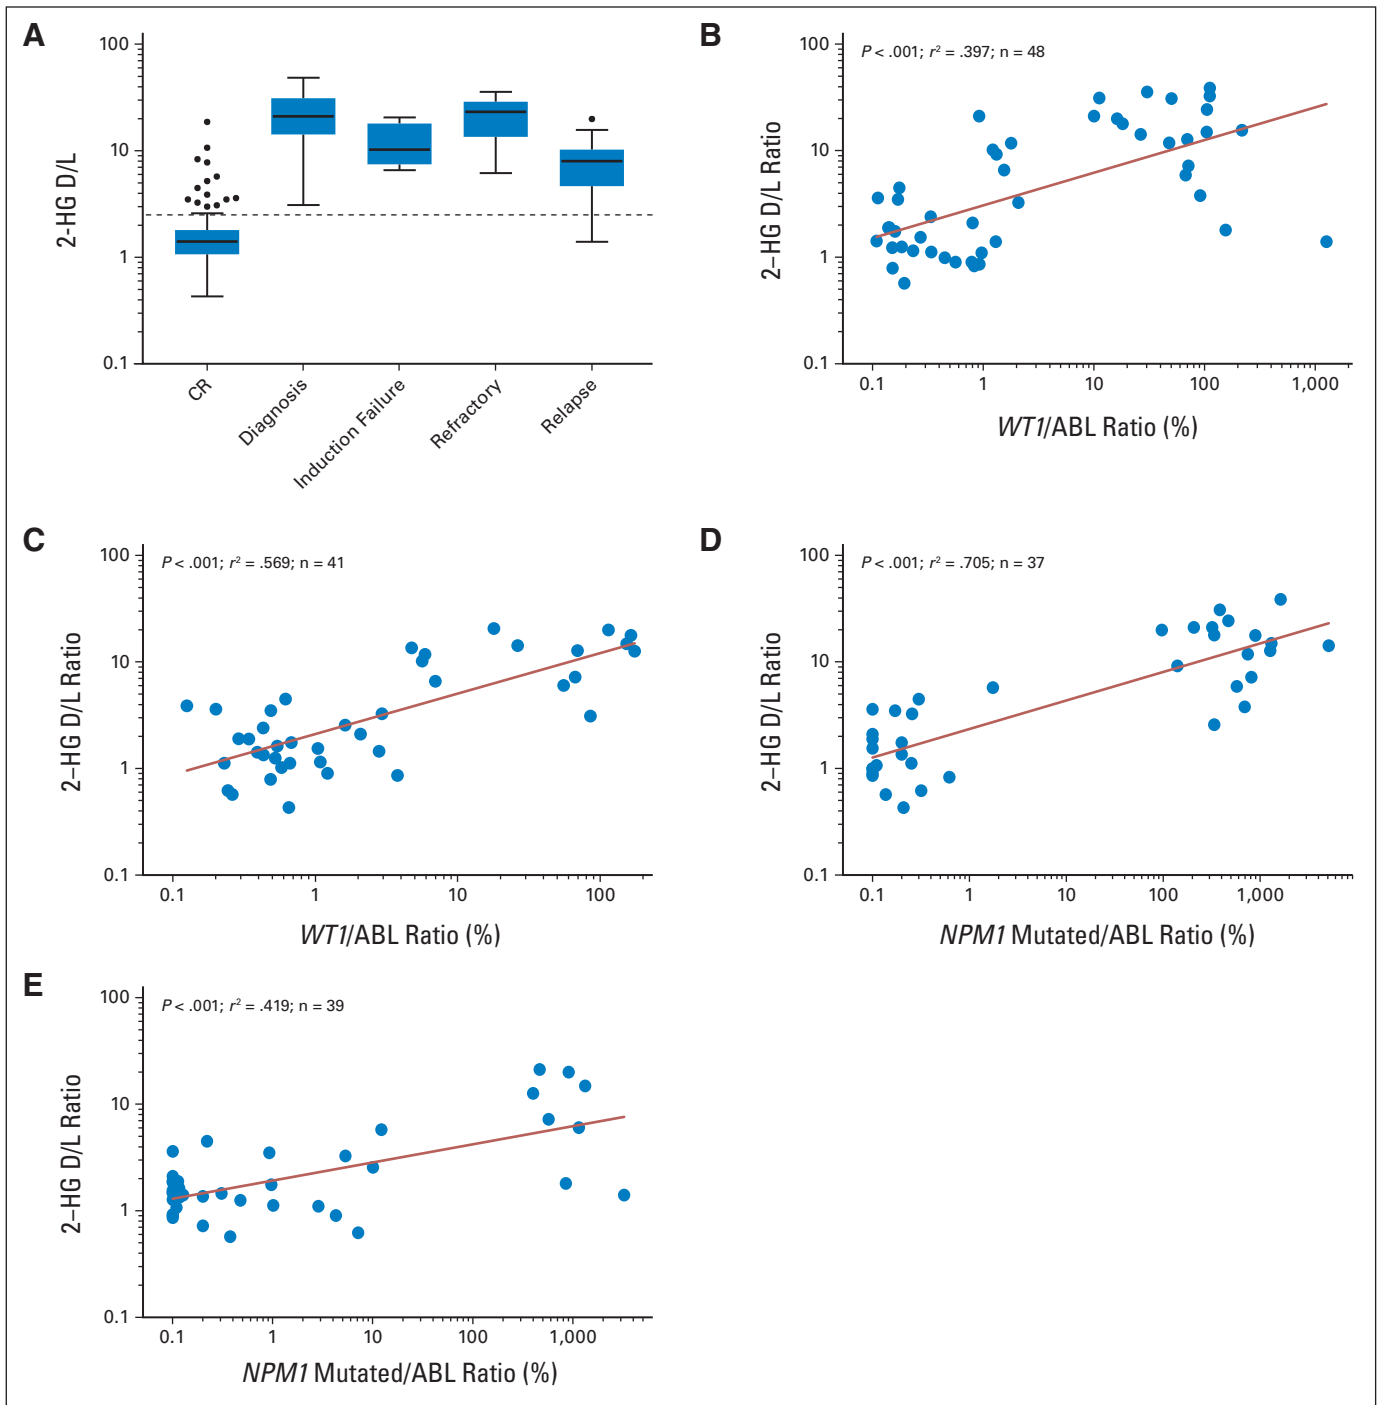 A
100
10
1
0.1
2-HG D/L
CR
Diagnosis
Induction Failure
Refractory
Relapse
B
P < .001; r² = .397; n = 48
100
10
1
0.1
2–HG D/L Ratio
0.1 1 10 100 1,000
WT1/ABL Ratio (%)
C
P < .001; r² = .569; n = 41
100
10
1
0.1
2–HG D/L Ratio
0.1 1 10 100
WT1/ABL Ratio (%)
D
P < .001; r² = .705; n = 37
100
10
1
0.1
2–HG D/L Ratio
0.1 1 10 100 1,000
NPM1 Mutated/ABL Ratio (%)
E
P < .001; r² = .419; n = 39
100
10
1
0.1
2–HG D/L Ratio
0.1 1 10 100 1,000
NPM1 Mutated/ABL Ratio (%)